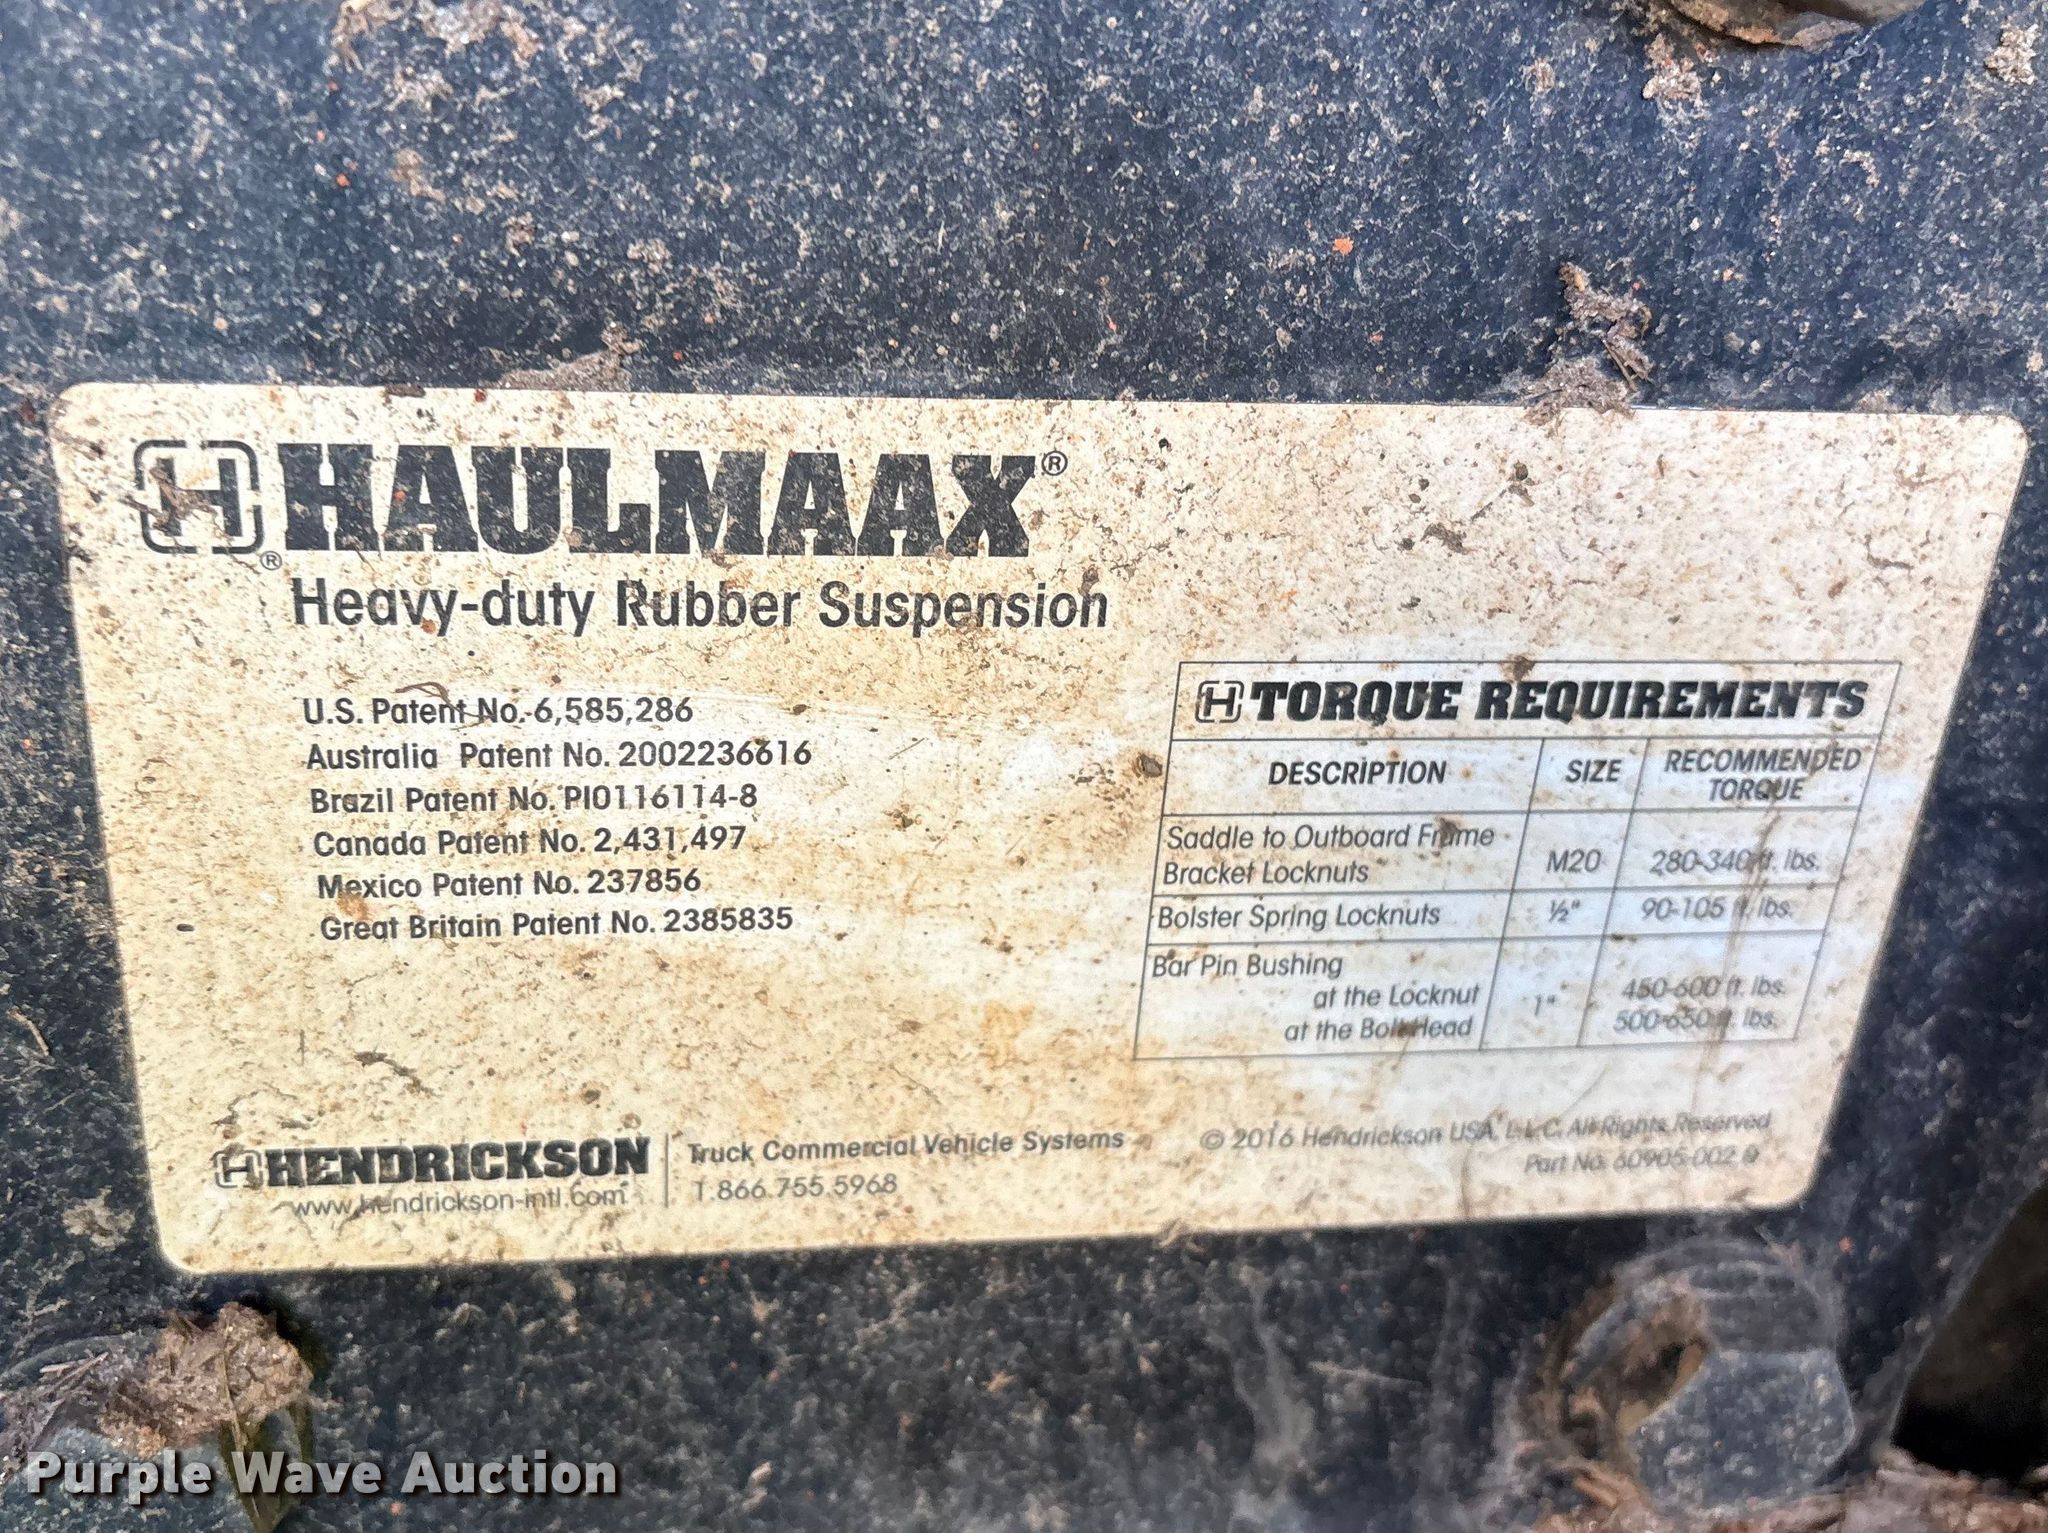 HAULMAAX®
Heavy-duty Rubber Suspension
U.S. Patent No. 6,585,286
Australia Patent No. 2002236616
Brazil Patent No. PI0116114-8
Canada Patent No. 2,431,497
Mexico Patent No. 237856
Great Britain Patent No. 2385835
TORQUE REQUIREMENTS
DESCRIPTION SIZE RECOMMENDED TORQUE
Saddle to Outboard Frame
Bracket Locknuts M20 280-340 ft. lbs.
Bolster Spring Locknuts ½" 90-105 ft. lbs.
Bar Pin Bushing
at the Locknut 1" 450-600 ft. lbs.
at the Bolt Head 500-650 ft. lbs.
HENDRICKSON
www.hendrickson-intl.com
Truck Commercial Vehicle Systems
1.866.755.5968
© 2016 Hendrickson USA, L.L.C. All Rights Reserved
Part No. 60905-002
Purple Wave Auction